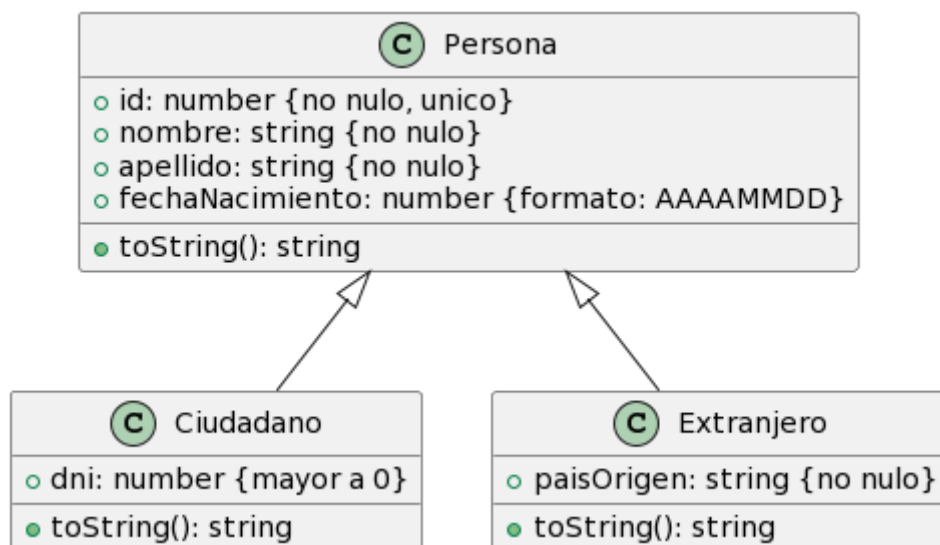 C Persona
id: number {no nulo, unico}
nombre: string {no nulo}
apellido: string {no nulo}
fechaNacimiento: number {formato: AAAAMMDD}
toString(): string
C Ciudadano
dni: number {mayor a 0}
toString(): string
C Extranjero
paisOrigen: string {no nulo}
toString(): string